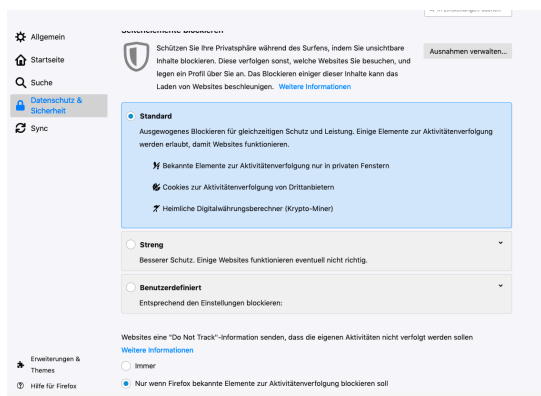 Seitenelemente blockieren
Allgemein
Startseite
Suche
Datenschutz &
Sicherheit
Sync
Erweiterungen &
Themes
Hilfe für Firefox
Schützen Sie Ihre Privatsphäre während des Surfens, indem Sie unsichtbare
Inhalte blockieren. Diese verfolgen sonst, welche Websites Sie besuchen, und
legen ein Profil über Sie an. Das Blockieren einiger dieser Inhalte kann das
Laden von Websites beschleunigen. Weitere Informationen
Ausnahmen verwalten...
Standard
Ausgewogenes Blockieren für gleichzeitigen Schutz und Leistung. Einige Elemente zur Aktivitätenverfolgung
werden erlaubt, damit Websites funktionieren.
Bekannte Elemente zur Aktivitätenverfolgung nur in privaten Fenstern
Cookies zur Aktivitätenverfolgung von Drittanbietern
Heimliche Digitalwährungsberechner (Krypto-Miner)
Streng
Besserer Schutz. Einige Websites funktionieren eventuell nicht richtig.
Benutzerdefiniert
Entsprechend den Einstellungen blockieren:
Websites eine "Do Not Track"-Information senden, dass die eigenen Aktivitäten nicht verfolgt werden sollen
Weitere Informationen
Immer
Nur wenn Firefox bekannte Elemente zur Aktivitätenverfolgung blockieren soll